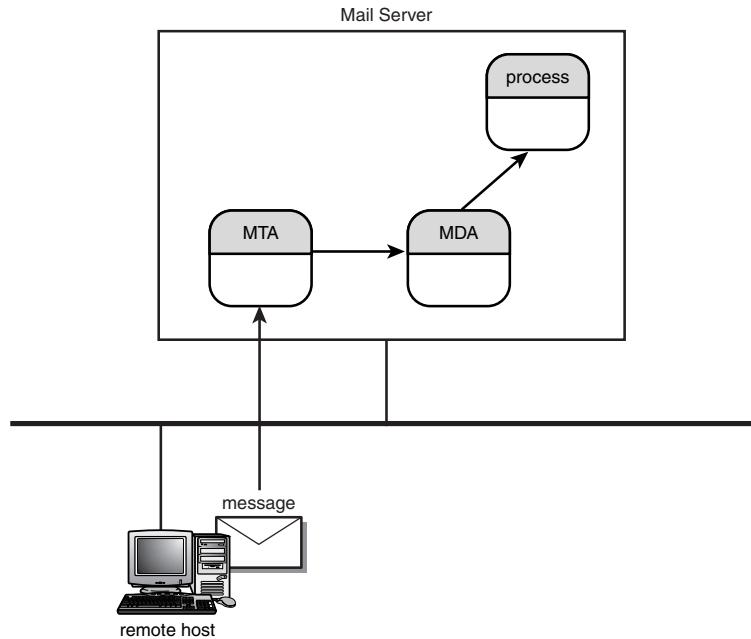 Mail Server
process
MTA
MDA
message
remote host